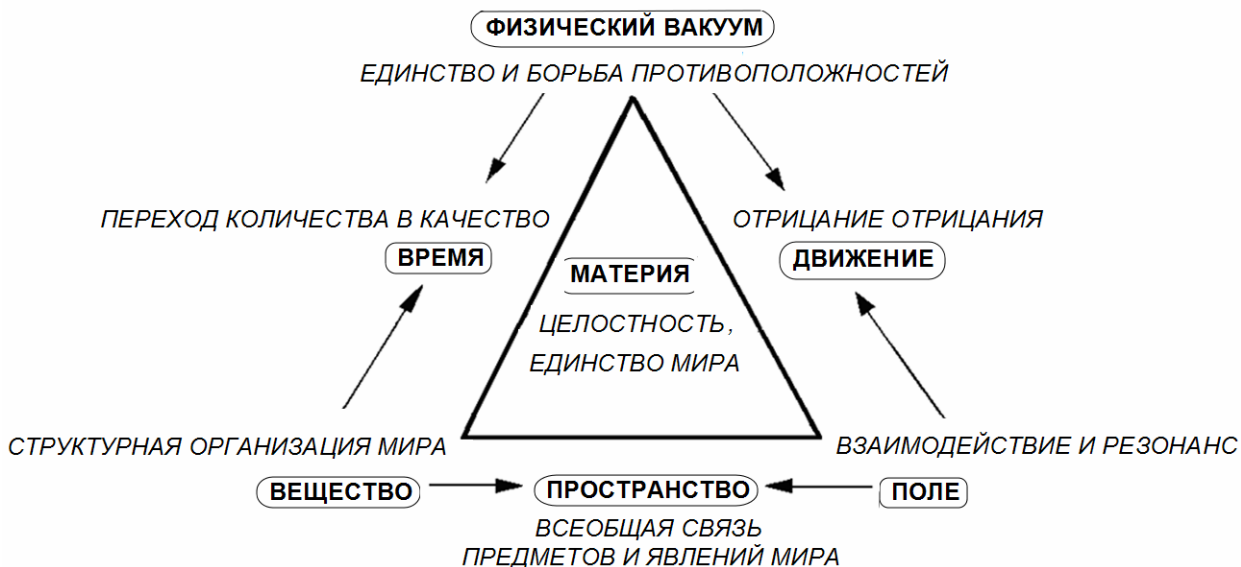 ФИЗИЧЕСКИЙ ВАКУУМ
ЕДИНСТВО И БОРЬБА ПРОТИВОПОЛОЖНОСТЕЙ
ПЕРЕХОД КОЛИЧЕСТВА В КАЧЕСТВО
ОТРИЦАНИЕ ОТРИЦАНИЯ
ВРЕМЯ
ДВИЖЕНИЕ
МАТЕРИЯ
ЦЕЛОСТНОСТЬ,
ЕДИНСТВО МИРА
СТРУКТУРНАЯ ОРГАНИЗАЦИЯ МИРА
ВЗАИМОДЕЙСТВИЕ И РЕЗОНАНС
ВЕЩЕСТВО
ПРОСТРАНСТВО
ПОЛЕ
ВСЕОБЩАЯ СВЯЗЬ
ПРЕДМЕТОВ И ЯВЛЕНИЙ МИРА